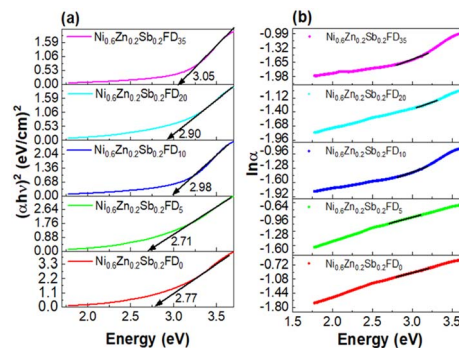 (a)
(b)
(αhν)² (eV/cm)²
1.59
1.06
0.53
0.00
Ni0.6Zn0.2Sb0.2FD35
3.05
1.59
1.06
0.53
0.00
Ni0.6Zn0.2Sb0.2FD20
2.90
2.04
1.36
0.68
0.00
Ni0.6Zn0.2Sb0.2FD10
2.98
2.64
1.76
0.88
0.00
Ni0.6Zn0.2Sb0.2FD5
2.71
3.3
2.2
1.1
0.0
Ni0.6Zn0.2Sb0.2FD0
2.77
2.0 2.5 3.0 3.5
Energy (eV)
lnα
-0.99
-1.32
-1.65
-1.98
Ni0.6Zn0.2Sb0.2FD35
-1.12
-1.40
-1.68
-1.96
Ni0.6Zn0.2Sb0.2FD20
-0.96
-1.28
-1.60
-1.92
Ni0.6Zn0.2Sb0.2FD10
-0.64
-0.96
-1.28
-1.60
Ni0.6Zn0.2Sb0.2FD5
-0.72
-1.08
-1.44
-1.80
Ni0.6Zn0.2Sb0.2FD0
1.5 2.0 2.5 3.0 3.5
Energy (eV)